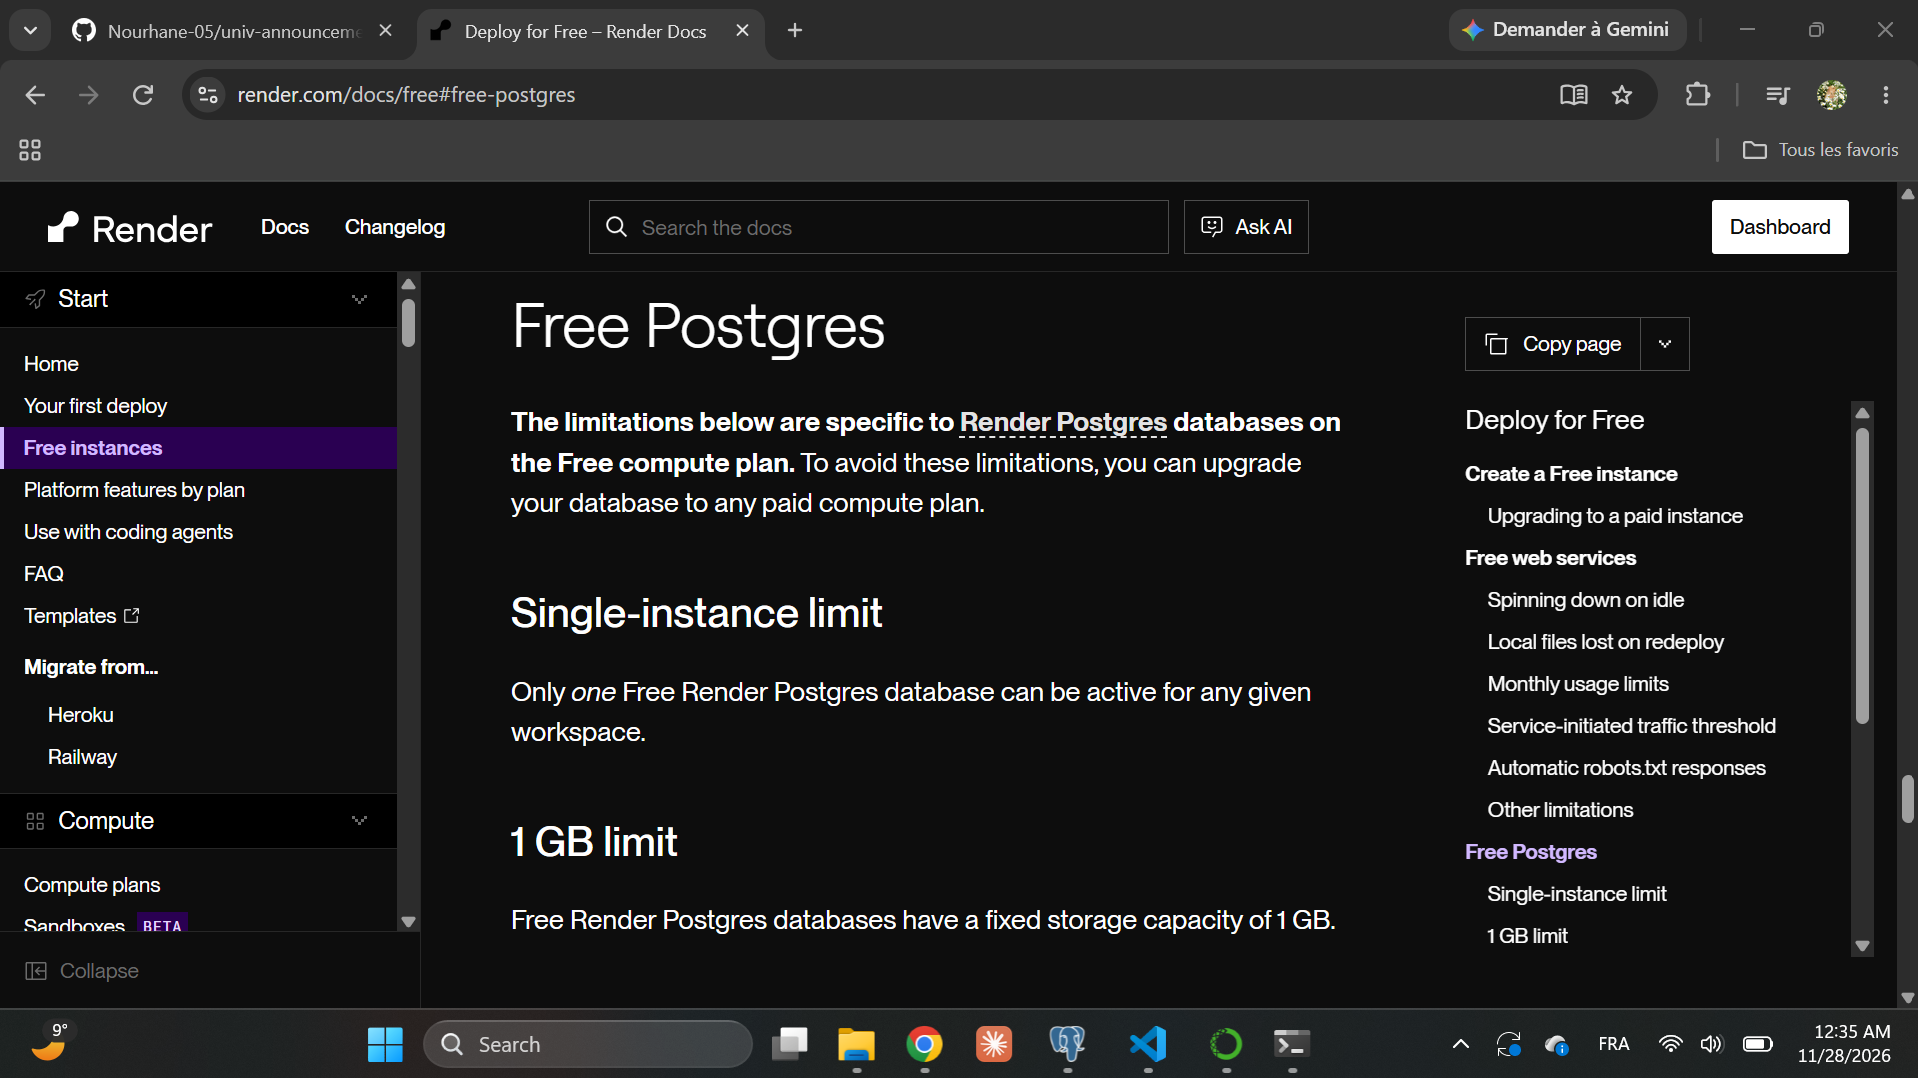 Nourhane-05/univ-announceme
Deploy for Free – Render Docs
Demander à Gemini
render.com/docs/free#free-postgres
Tous les favoris
Render
Docs
Changelog
Search the docs
Ask AI
Dashboard
Start
Home
Your first deploy
Free instances
Platform features by plan
Use with coding agents
FAQ
Templates
Migrate from...
Heroku
Railway
Compute
Compute plans
Sandboxes BETA
Collapse
Free Postgres
The limitations below are specific to Render Postgres databases on
the Free compute plan. To avoid these limitations, you can upgrade
your database to any paid compute plan.
Single-instance limit
Only one Free Render Postgres database can be active for any given
workspace.
1 GB limit
Free Render Postgres databases have a fixed storage capacity of 1 GB.
Copy page
Deploy for Free
Create a Free instance
Upgrading to a paid instance
Free web services
Spinning down on idle
Local files lost on redeploy
Monthly usage limits
Service-initiated traffic threshold
Automatic robots.txt responses
Other limitations
Free Postgres
Single-instance limit
1 GB limit
9°
Search
FRA
12:35 AM
11/28/2026